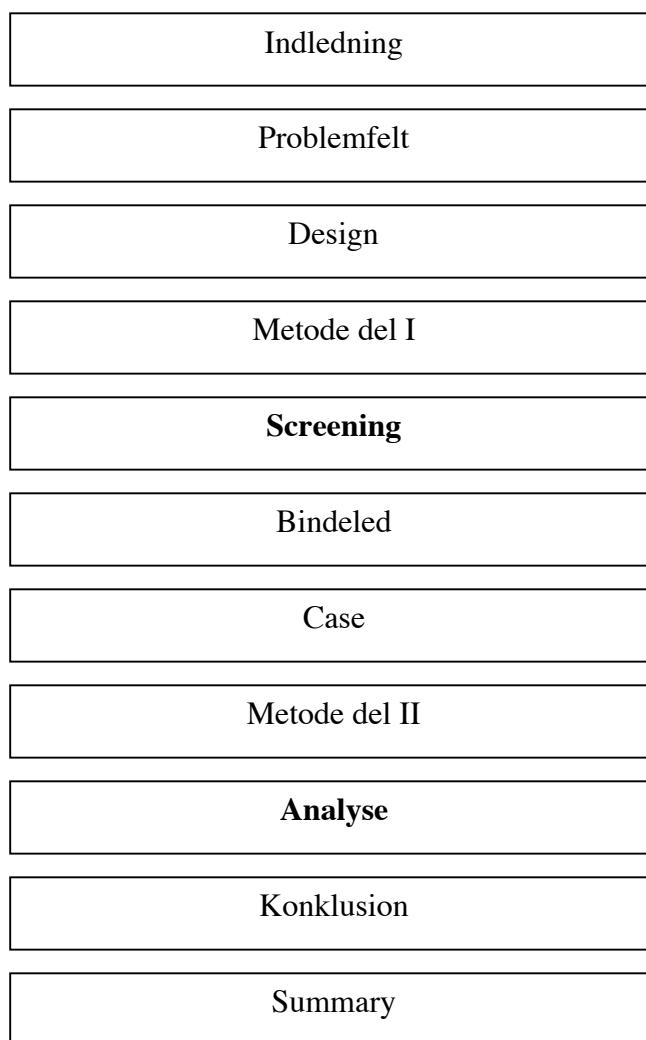 Indledning
Problemfelt
Design
Metode del I
Screening
Bindeled
Case
Metode del II
Analyse
Konklusion
Summary